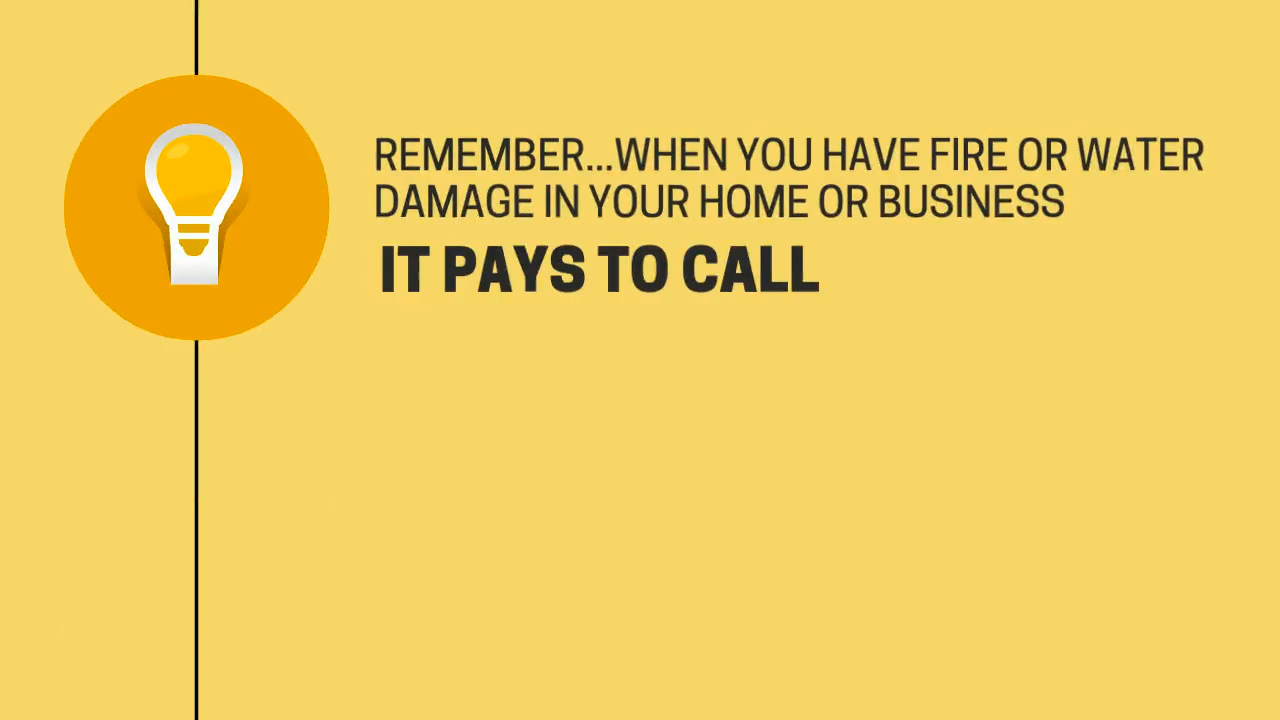 REMEMBER...WHEN YOU HAVE FIRE OR WATER
DAMAGE IN YOUR HOME OR BUSINESS
IT PAYS TO CALL